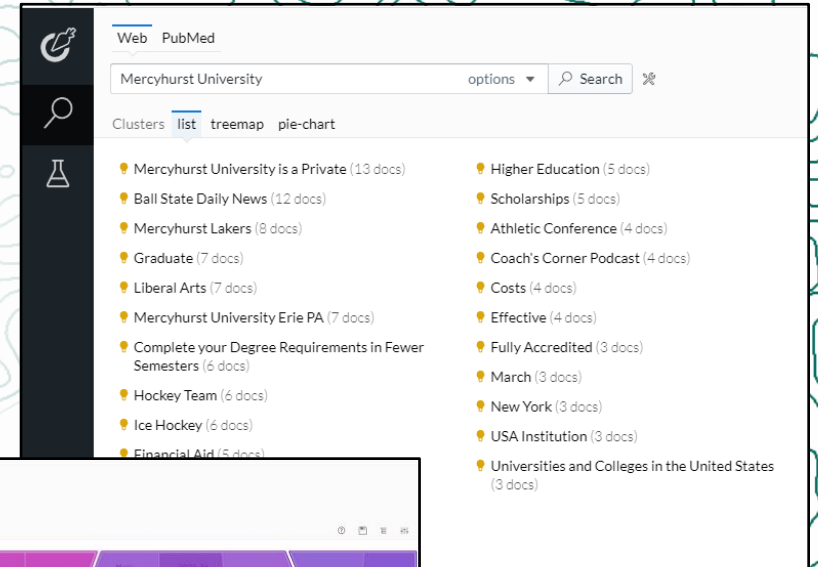 Web PubMed
Mercyhurst University options Search
Clusters list treemap pie-chart
Mercyhurst University is a Private (13 docs)
Ball State Daily News (12 docs)
Mercyhurst Lakers (8 docs)
Graduate (7 docs)
Liberal Arts (7 docs)
Mercyhurst University Erie PA (7 docs)
Complete your Degree Requirements in Fewer
Semesters (6 docs)
Hockey Team (6 docs)
Ice Hockey (6 docs)
Financial Aid (5 docs)
Higher Education (5 docs)
Scholarships (5 docs)
Athletic Conference (4 docs)
Coach's Corner Podcast (4 docs)
Costs (4 docs)
Effective (4 docs)
Fully Accredited (3 docs)
March (3 docs)
New York (3 docs)
USA Institution (3 docs)
Universities and Colleges in the United States
(3 docs)